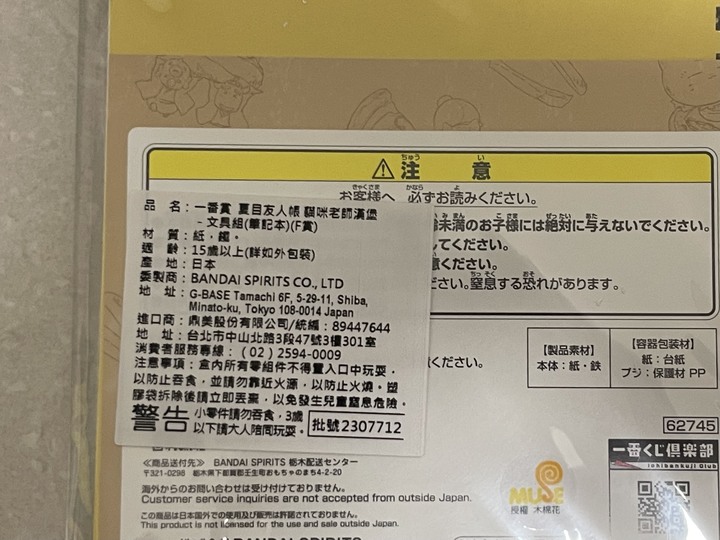 ⚠注意
お客様へ 必ずお読みください。
未満のお子様には絶対に与えないでください。
してください。
ください。
ださい。窒息する恐れがあります。
ください。
品 名：一番賞 夏目友人帳 貓咪老師漢堡
-文具組(筆記本)(F賞)
材 質：紙，鐵。
適 齡：15歲以上(詳如外包裝)
產 地：日本
委製商：BANDAI SPIRITS CO., LTD
地 址：G-BASE Tamachi 6F, 5-29-11, Shiba,
Minato-ku, Tokyo 108-0014 Japan
進口商：鼎美股份有限公司/統編：89447644
地 址：台北市中山北路3段47號3樓301室
消費者服務專線：（02）2594-0009
注意事項：盒內所有零組件不得置入口中玩耍，
以防止吞食，並請勿靠近火源，以防止火燒。塑
膠袋拆除後請立即丟棄，以免發生兒童窒息危險。
警告 小零件請勿吞食，3歲
以下請大人陪同玩耍。 批號2307712
【製品素材】
本体：紙・鉄
【容器包装材】
紙：台紙
プラ：保護材 PP
62745
一番くじ倶楽部
Ichibankuji Club
≪商品送付先≫ BANDAI SPIRITS 栃木配送センター
〒321-0298 栃木県下都賀郡壬生町おもちゃのまち4-2-20
海外からのお問い合わせは受け付けておりません。
Customer service inquiries are not accepted from outside Japan.
この商品は日本国外での使用及び販売は許諾されておりません。
This product is not licensed for the use and sale outside Japan.
MUSE
授權 木棉花
BANDAI SPIRITS